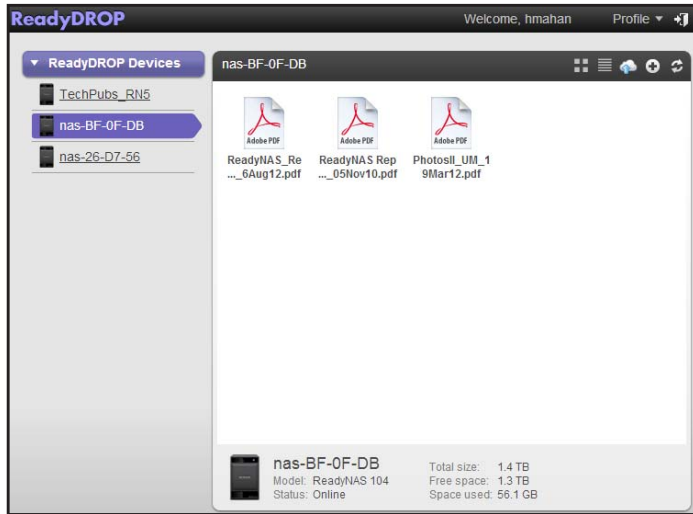 ReadyDROP
Welcome, hmahan
Profile
ReadyDROP Devices
TechPubs_RN5
nas-BF-0F-DB
nas-26-D7-56
nas-BF-0F-DB
Adobe PDF
Adobe PDF
Adobe PDF
ReadyNAS_Re
..._6Aug12.pdf
ReadyNAS Rep
..._05Nov10.pdf
PhotosII_UM_1
9Mar12.pdf
nas-BF-0F-DB
Model: ReadyNAS 104
Status: Online
Total size: 1.4 TB
Free space: 1.3 TB
Space used: 56.1 GB